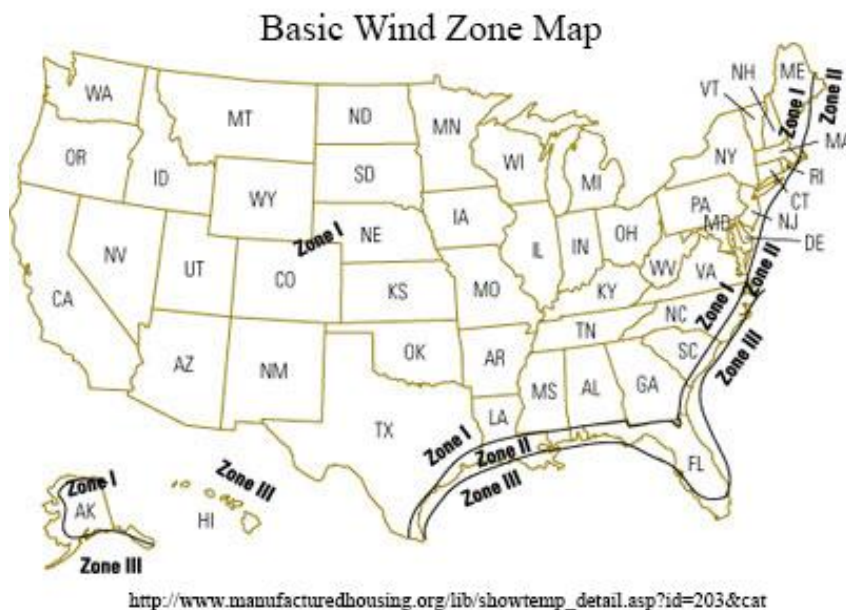 Basic Wind Zone Map
WA
OR
CA
NV
ID
MT
WY
UT
AZ
CO
NM
ND
SD
NE
KS
OK
TX
MN
IA
MO
AR
LA
WI
IL
MI
IN
OH
KY
TN
MS
AL
GA
FL
SC
NC
VA
WV
PA
NY
VT
NH
ME
MA
RI
CT
NJ
DE
MD
Zone I
Zone I
Zone II
Zone I
Zone II
Zone III
Zone I
Zone II
Zone III
AK
Zone I
Zone III
HI
Zone III
http://www.manufacturedhousing.org/lib/showtemp_detail.asp?id=203&cat